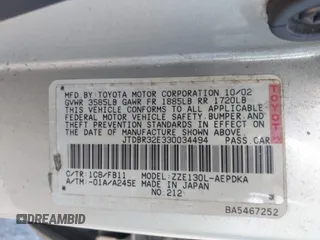 MFD. BY TOYOTA MOTOR CORPORATION 10/02
GVWR 3585LB GAWR FR 1885LB RR 1720LB
THIS VEHICLE CONFORMS TO ALL APPLICABLE
FEDERAL MOTOR VEHICLE SAFETY, BUMPER, AND
THEFT PREVENTION STANDARDS IN EFFECT ON
THE DATE OF MANUFACTURE SHOWN ABOVE.
JTDBR32E330034494 PASS CAR
C/TR:1C8/FB11 MODEL:ZZE130L-AEPDKA
A/TM:-01A/A245E MADE IN JAPAN
NO.212
BA5467252
TOYOTA
AutoBidMaster